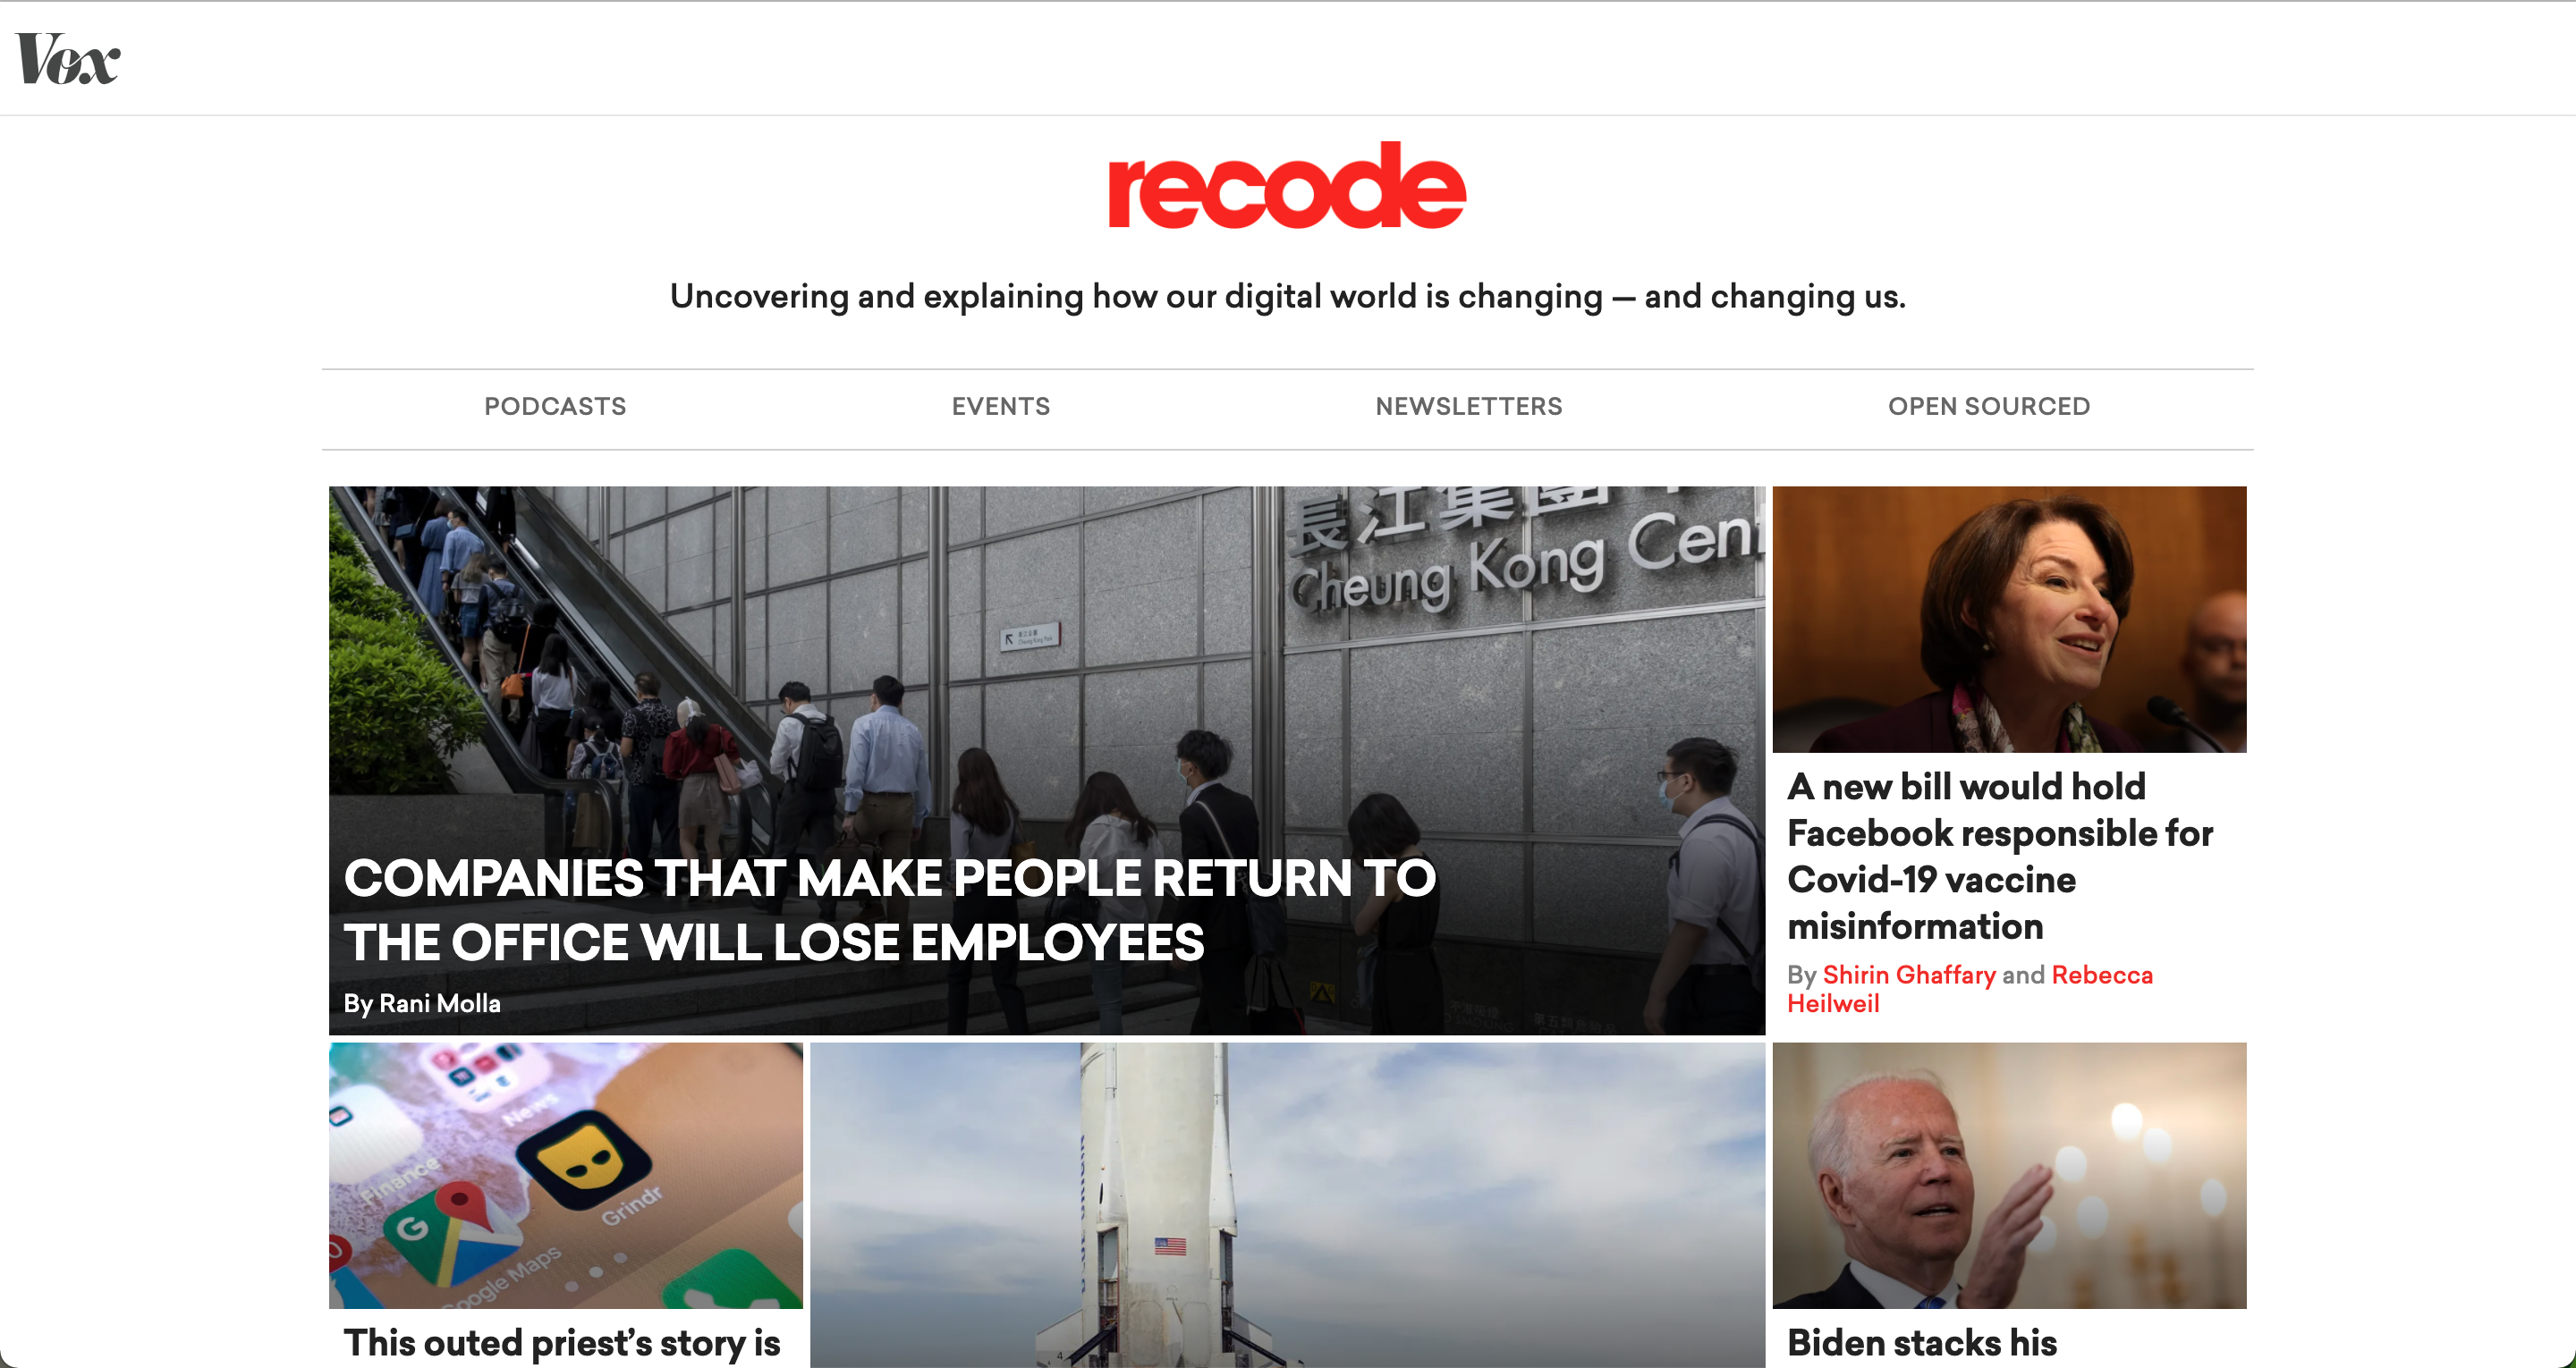 Vox
recode
Uncovering and explaining how our digital world is changing — and changing us.
PODCASTS
EVENTS
NEWSLETTERS
OPEN SOURCED
長江集團
Cheung Kong Cen
COMPANIES THAT MAKE PEOPLE RETURN TO
THE OFFICE WILL LOSE EMPLOYEES
By Rani Molla
A new bill would hold
Facebook responsible for
Covid-19 vaccine
misinformation
By Shirin Ghaffary and Rebecca
Heilweil
News
Finance
Grindr
G
Google Maps
This outed priest’s story is
Biden stacks his